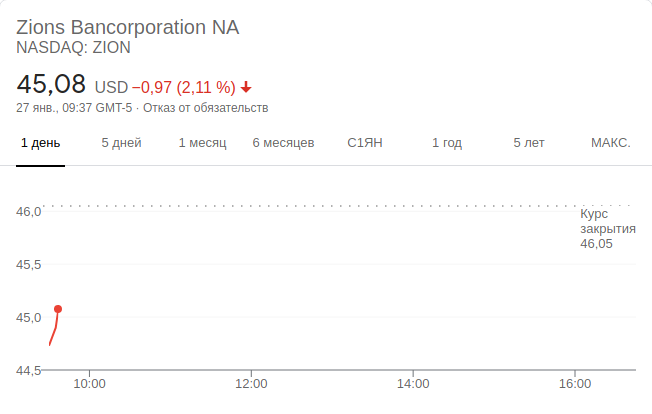 Zions Bancorporation NA
NASDAQ: ZION
45,08 USD −0,97 (2,11 %)
27 янв., 09:37 GMT-5 · Отказ от обязательств
1 день 5 дней 1 месяц 6 месяцев С1ЯН 1 год 5 лет МАКС.
46,0
Курс
закрытия
46,05
45,5
45,0
44,5
10:00 12:00 14:00 16:00